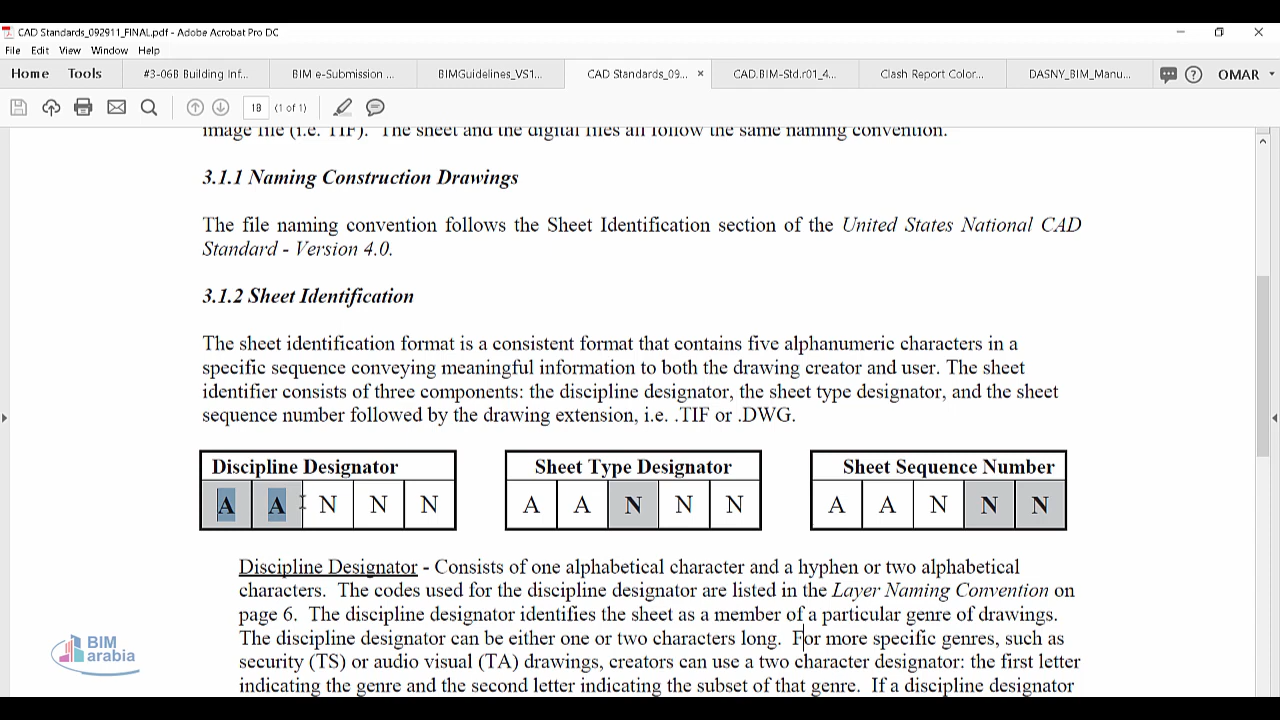 CAD Standards_092911_FINAL.pdf - Adobe Acrobat Pro DC
File Edit View Window Help
Home Tools #3-06B Building Inf... BIM e-Submission ... BIMGuidelines_VS1... CAD Standards_09... × CAD.BIM-Std.r01_4... Clash Report Color... DASNY_BIM_Manu... OMAR
18 (1 of 1)
image file (i.e. TIF). The sheet and the digital files all follow the same naming convention.
3.1.1 Naming Construction Drawings
The file naming convention follows the Sheet Identification section of the United States National CAD
Standard - Version 4.0.
3.1.2 Sheet Identification
The sheet identification format is a consistent format that contains five alphanumeric characters in a
specific sequence conveying meaningful information to both the drawing creator and user. The sheet
identifier consists of three components: the discipline designator, the sheet type designator, and the sheet
sequence number followed by the drawing extension, i.e. .TIF or .DWG.
Discipline Designator Sheet Type Designator Sheet Sequence Number
A A N N N A A N N N A A N N N
Discipline Designator - Consists of one alphabetical character and a hyphen or two alphabetical
characters. The codes used for the discipline designator are listed in the Layer Naming Convention on
page 6. The discipline designator identifies the sheet as a member of a particular genre of drawings.
The discipline designator can be either one or two characters long. For more specific genres, such as
security (TS) or audio visual (TA) drawings, creators can use a two character designator: the first letter
indicating the genre and the second letter indicating the subset of that genre. If a discipline designator
BIM
arabia